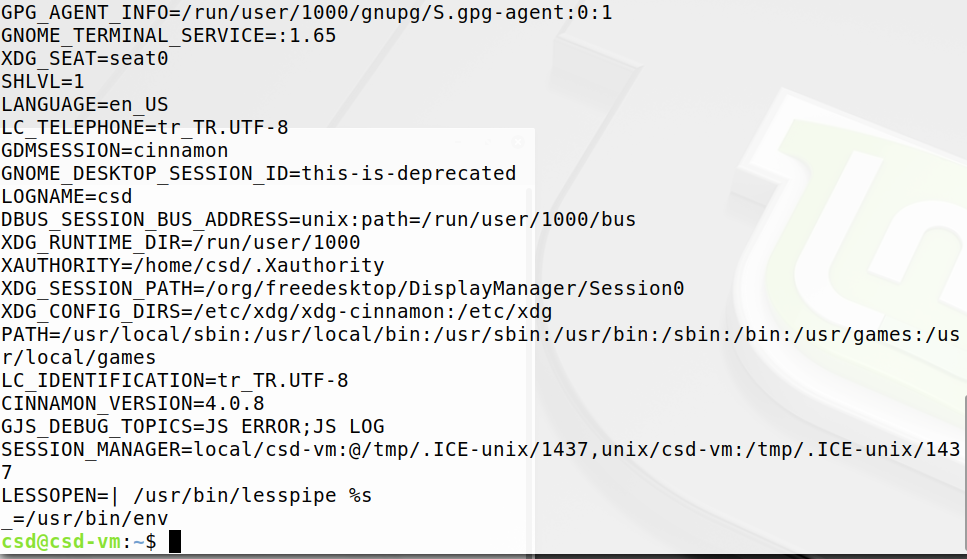 GPG_AGENT_INFO=/run/user/1000/gnupg/S.gpg-agent:0:1
GNOME_TERMINAL_SERVICE=:1.65
XDG_SEAT=seat0
SHLVL=1
LANGUAGE=en_US
LC_TELEPHONE=tr_TR.UTF-8
GDMSESSION=cinnamon
GNOME_DESKTOP_SESSION_ID=this-is-deprecated
LOGNAME=csd
DBUS_SESSION_BUS_ADDRESS=unix:path=/run/user/1000/bus
XDG_RUNTIME_DIR=/run/user/1000
XAUTHORITY=/home/csd/.Xauthority
XDG_SESSION_PATH=/org/freedesktop/DisplayManager/Session0
XDG_CONFIG_DIRS=/etc/xdg/xdg-cinnamon:/etc/xdg
PATH=/usr/local/sbin:/usr/local/bin:/usr/sbin:/usr/bin:/sbin:/bin:/usr/games:/us
r/local/games
LC_IDENTIFICATION=tr_TR.UTF-8
CINNAMON_VERSION=4.0.8
GJS_DEBUG_TOPICS=JS ERROR;JS LOG
SESSION_MANAGER=local/csd-vm:@/tmp/.ICE-unix/1437,unix/csd-vm:/tmp/.ICE-unix/143
7
LESSOPEN=| /usr/bin/lesspipe %s
_=/usr/bin/env
csd@csd-vm:~$